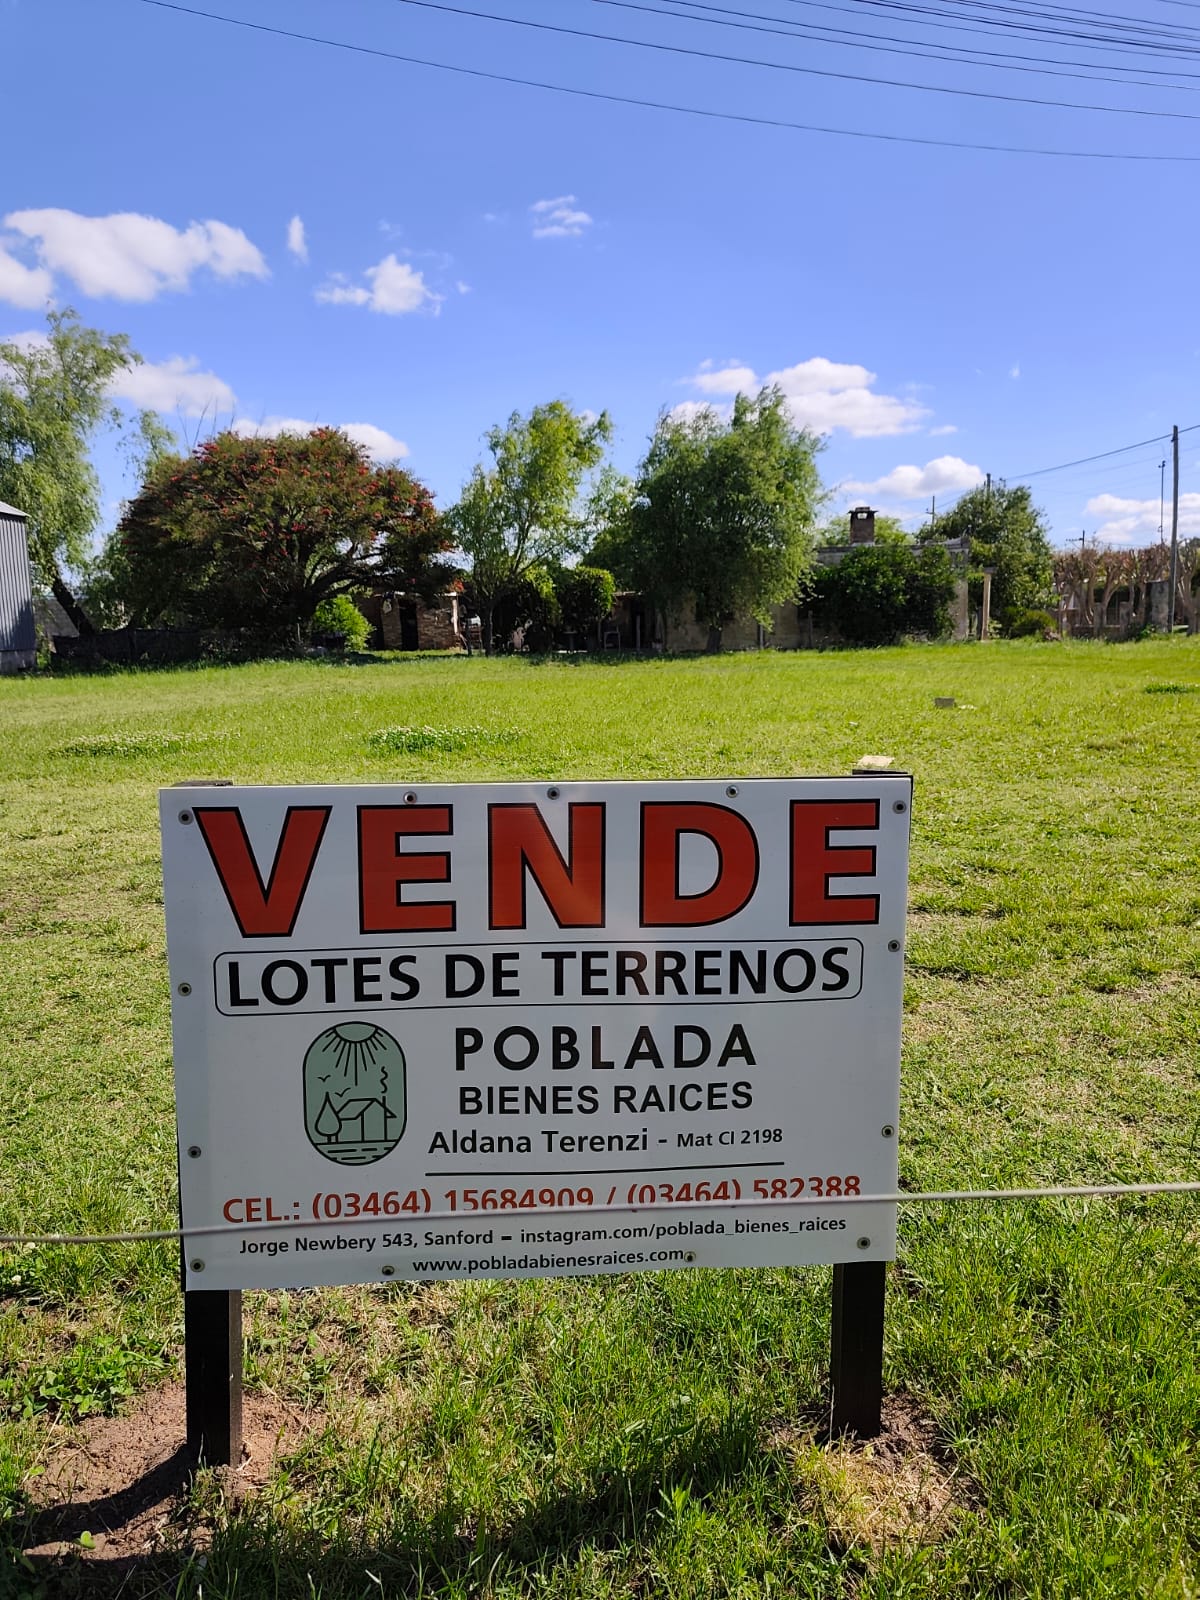 VENDE
LOTES DE TERRENOS
POBLADA
BIENES RAICES
Aldana Terenzi - Mat CI 2198
CEL.: (03464) 15684909 / (03464) 582388
Jorge Newbery 543, Sanford - instagram.com/poblada_bienes_raices
www.pobladabienesraices.com